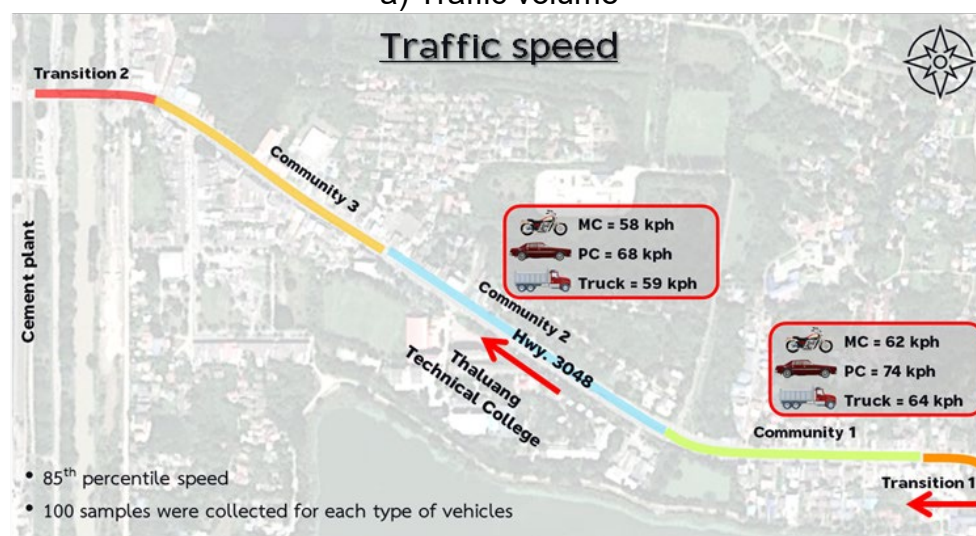 a) Traffic volume
Traffic speed
Transition 2
Community 3
MC = 58 kph
PC = 68 kph
Truck = 59 kph
Cement plant
Community 2
Hwy. 3048
Thaluang
Technical College
MC = 62 kph
PC = 74 kph
Truck = 64 kph
Community 1
Transition 1
• 85th percentile speed
• 100 samples were collected for each type of vehicles